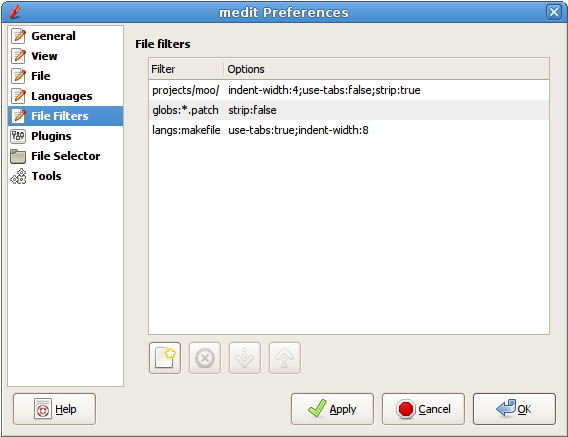 medit Preferences
General
View
File
Languages
File Filters
Plugins
File Selector
Tools
File filters
Filter Options
projects/moo/ indent-width:4;use-tabs:false;strip:true
globs:*.patch strip:false
langs:makefile use-tabs:true;indent-width:8
Help Apply Cancel OK